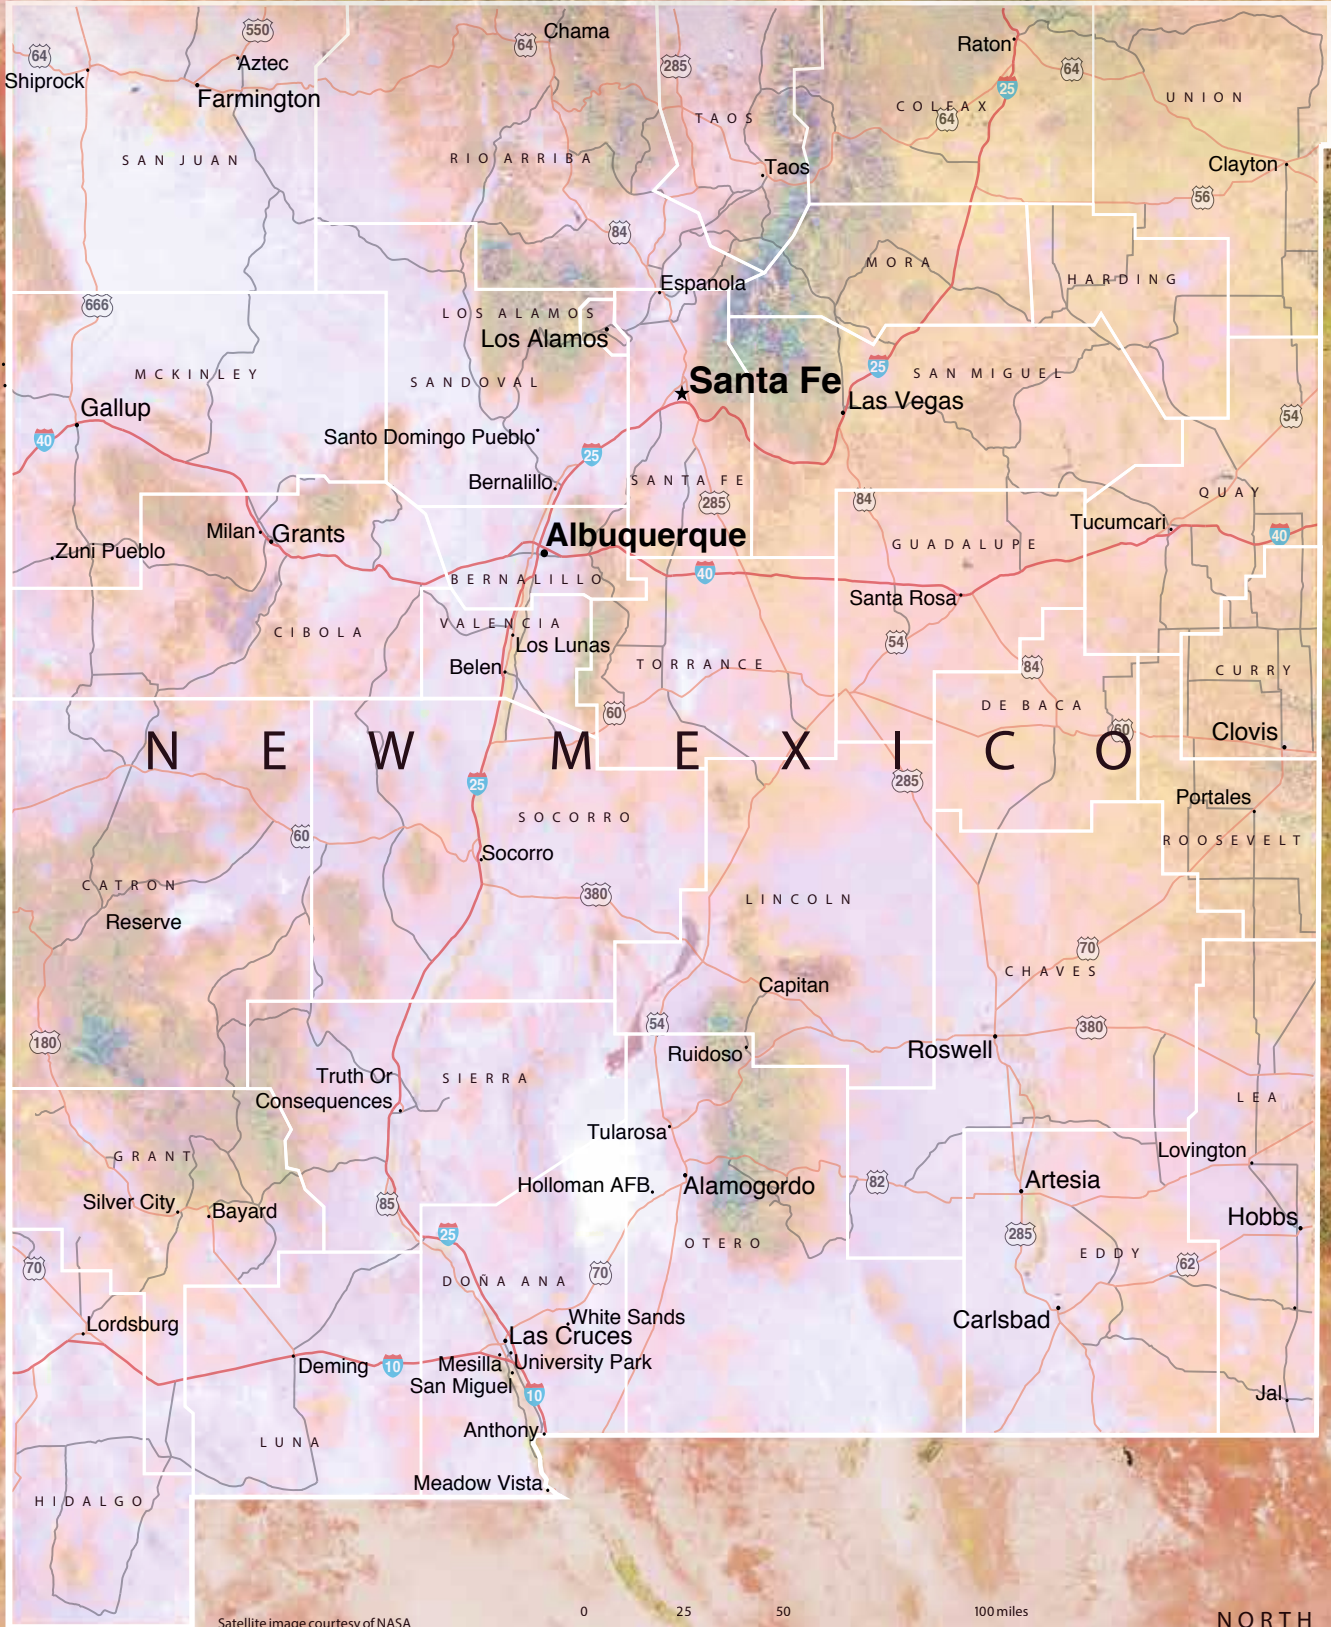 550
Chama
64
64
Raton
Aztec
285
64
Shiprock
25
Farmington
UNION
COLFAX
64
TAOS
SAN JUAN
RIO ARRIBA
Taos
Clayton
56
84
MORA
HARDING
Espanola
666
LOS ALAMOS
Los Alamos
25
MCKINLEY
SANDOVAL
Santa Fe
SAN MIGUEL
Gallup
Las Vegas
54
40
Santo Domingo Pueblo
25
Bernalillo
SANTA FE
QUAY
285
84
Milan
Grants
Albuquerque
Tucumcari
40
Zuni Pueblo
GUADALUPE
BERNALILLO
40
Santa Rosa
VALENCIA
CIBOLA
Los Lunas
54
Belen
TORRANCE
84
CURRY
DE BACA
60
60
Clovis
NEW MEXICO
25
285
Portales
SOCORRO
60
ROOSEVELT
Socorro
CATRON
380
LINCOLN
Reserve
70
CHAVES
Capitan
54
180
380
Ruidoso
Roswell
Truth Or
Consequences
SIERRA
LEA
Tularosa
GRANT
Lovington
Holloman AFB
Alamogordo
82
Artesia
Silver City
Bayard
85
Hobbs
25
285
OTERO
EDDY
70
62
DOÑA ANA
70
White Sands
Carlsbad
Lordsburg
Las Cruces
Deming
10
Mesilla
University Park
San Miguel
10
Jal
Anthony
LUNA
Meadow Vista
HIDALGO
0 25 50 100 miles
Satellite image courtesy of NASA
NORTH